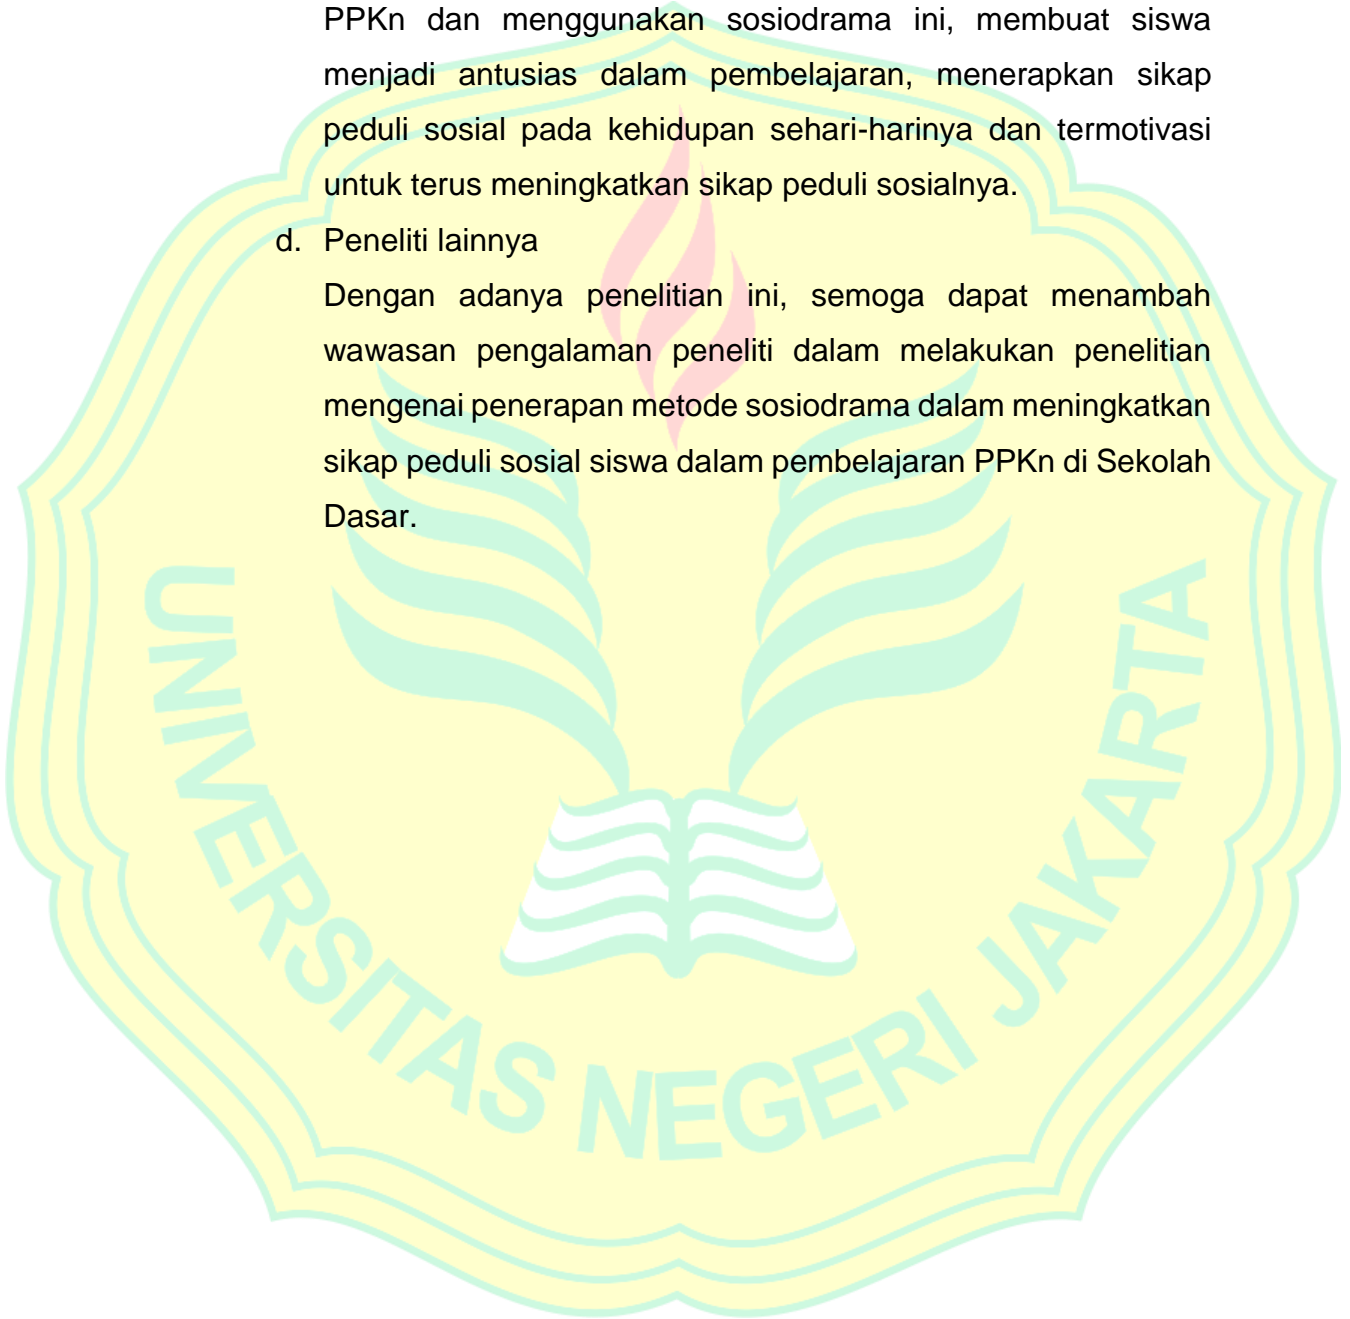 PPKn dan menggunakan sosiodrama ini, membuat siswa
menjadi antusias dalam pembelajaran, menerapkan sikap
peduli sosial pada kehidupan sehari-harinya dan termotivasi
untuk terus meningkatkan sikap peduli sosialnya.
d. Peneliti lainnya
Dengan adanya penelitian ini, semoga dapat menambah
wawasan pengalaman peneliti dalam melakukan penelitian
mengenai penerapan metode sosiodrama dalam meningkatkan
sikap peduli sosial siswa dalam pembelajaran PPKn di Sekolah
Dasar.
UNIVERSITAS NEGERI JAKARTA